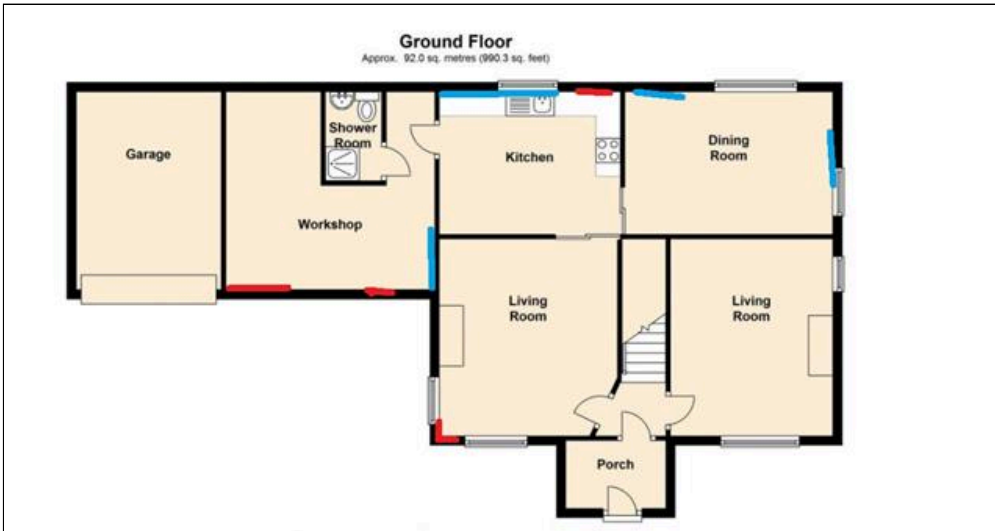 Ground Floor
Approx. 92.0 sq. metres (990.3 sq. feet)
Garage
Shower
Room
Kitchen
Dining
Room
Workshop
Living
Room
Living
Room
Porch